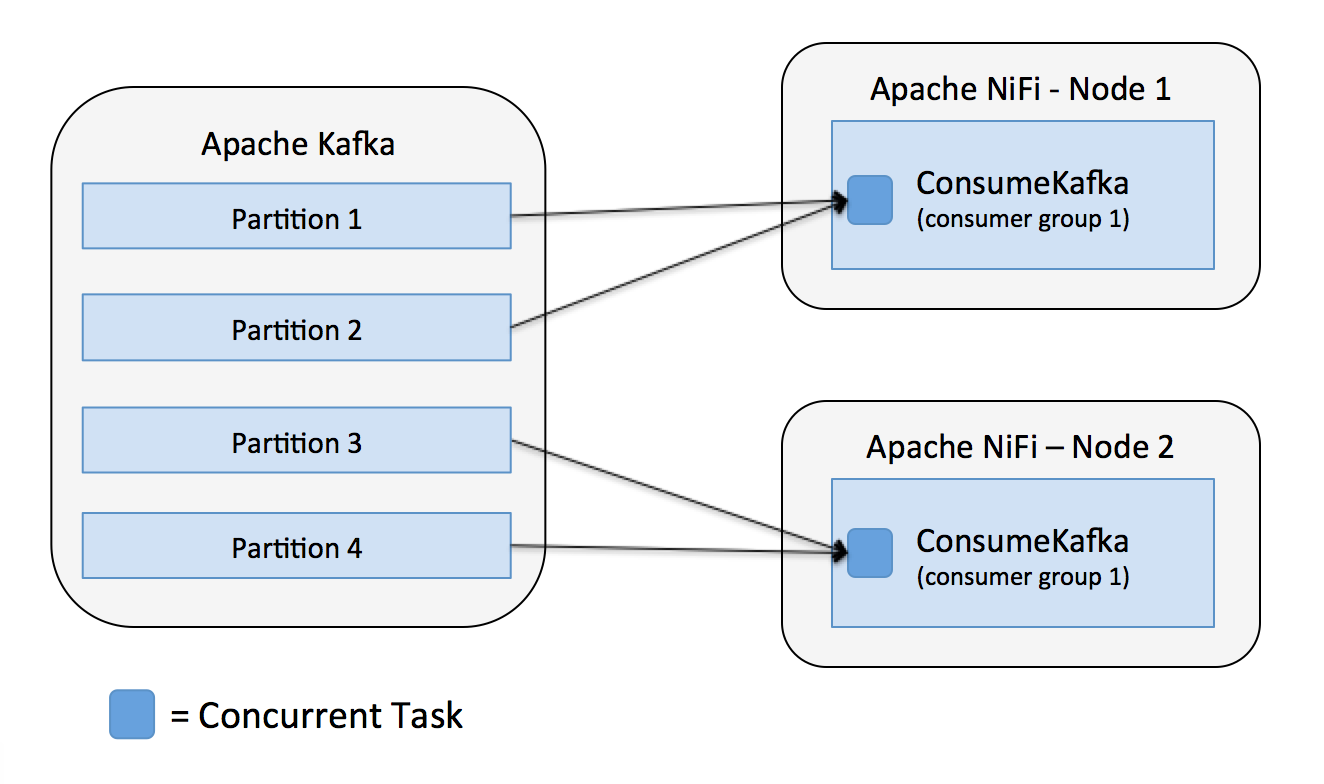 Apache Kafka
Partition 1
Partition 2
Partition 3
Partition 4
Apache NiFi - Node 1
ConsumeKafka
(consumer group 1)
Apache NiFi – Node 2
ConsumeKafka
(consumer group 1)
= Concurrent Task